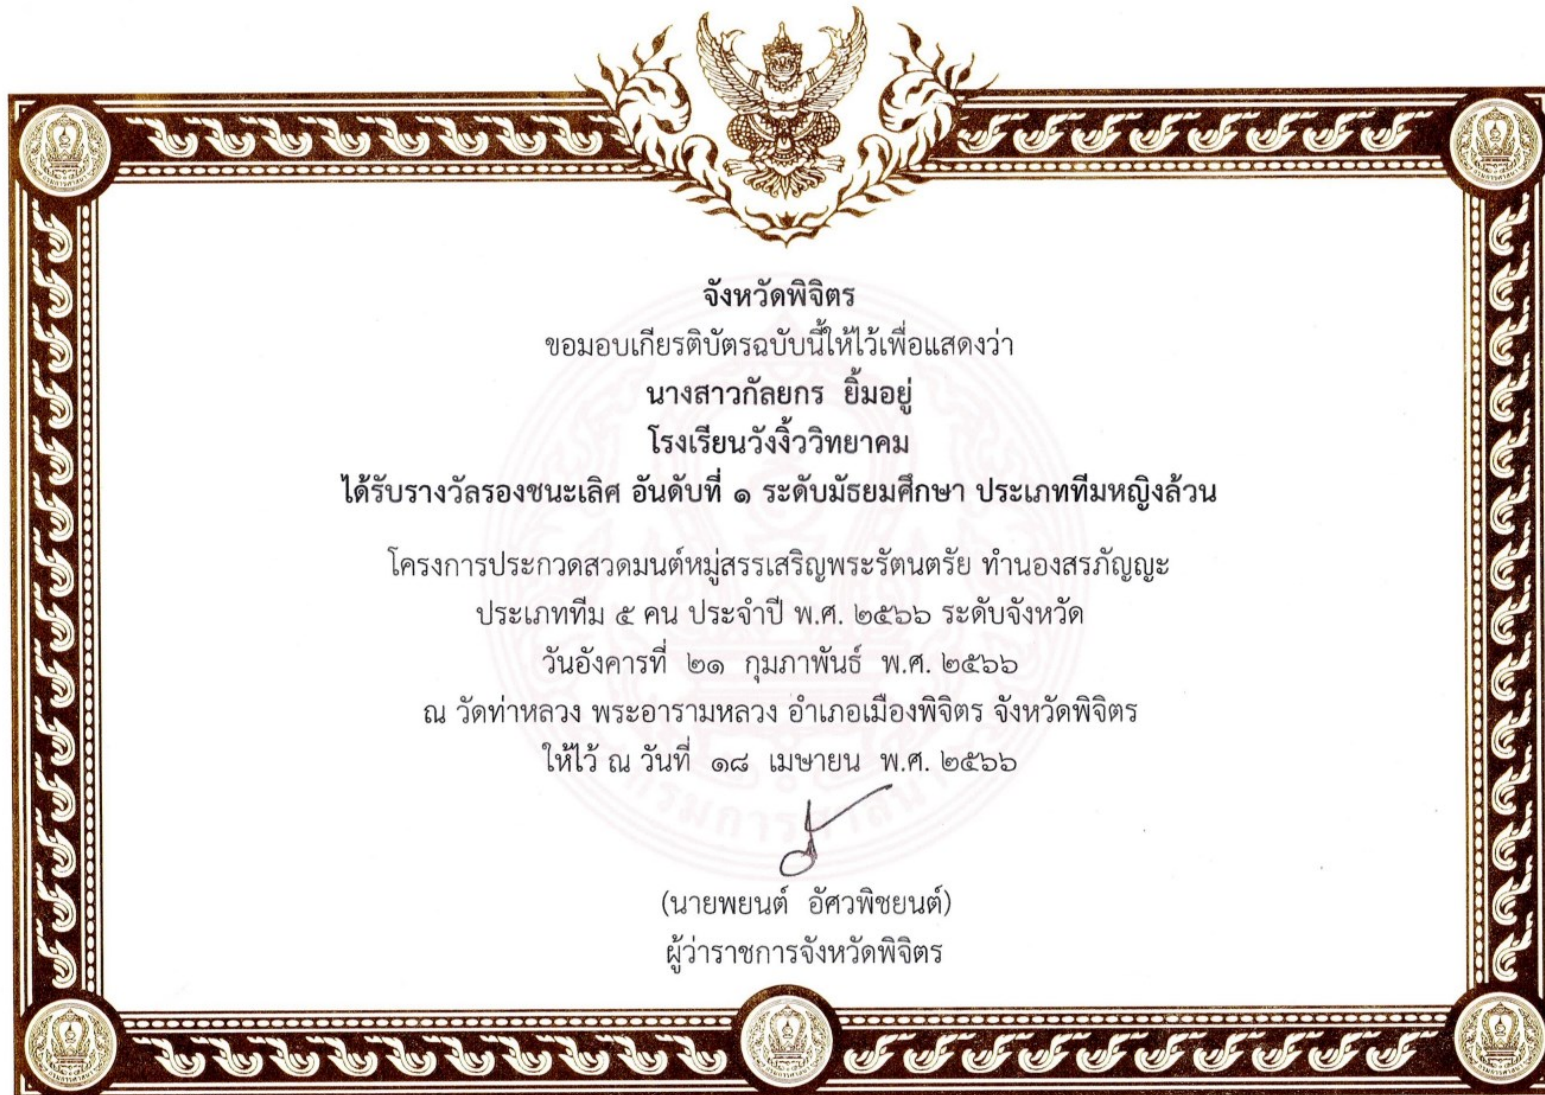 จังหวัดพิจิตร
ขอมอบเกียรติบัตรฉบับนี้ให้ไว้เพื่อแสดงว่า
นางสาวกัลยกร ยิ้มอยู่
โรงเรียนวังงิ้ววิทยาคม
ได้รับรางวัลรองชนะเลิศ อันดับที่ ๑ ระดับมัธยมศึกษา ประเภททีมหญิงล้วน
โครงการประกวดสวดมนต์หมู่สรรเสริญพระรัตนตรัย ทำนองสรภัญญะ
ประเภททีม ๕ คน ประจำปี พ.ศ. ๒๕๖๖ ระดับจังหวัด
วันอังคารที่ ๒๑ กุมภาพันธ์ พ.ศ. ๒๕๖๖
ณ วัดท่าหลวง พระอารามหลวง อำเภอเมืองพิจิตร จังหวัดพิจิตร
ให้ไว้ ณ วันที่ ๑๘ เมษายน พ.ศ. ๒๕๖๖
กรมการศาสนา
(นายพยนต์ อัศวพิชยนต์)
ผู้ว่าราชการจังหวัดพิจิตร